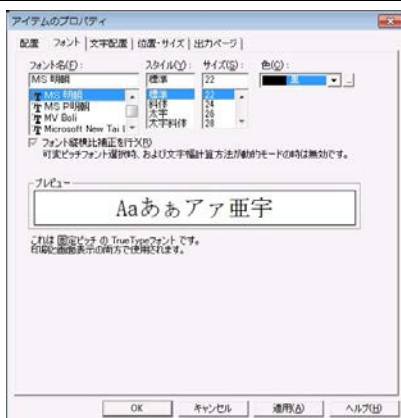 アイテムのプロパティ
配置 フォント 文字配置 位置・サイズ 出力ページ
フォント名(F): スタイル(Y): サイズ(S): 色(C):
MS 明朝 標準 22 黒
MS 明朝 標準 22
MS P明朝 斜体 24
MV Boli 太字 26
Microsoft New Tai L 太字斜体 28
フォント縦横比補正を行う(R)
可変ピッチフォント選択時、および文字幅計算方法が動的モードの時は無効です。
プレビュー
Aaあぁアァ亜宇
これは 固定ピッチ の TrueTypeフォント です。
印刷と画面表示の両方で使用されます。
OK キャンセル 適用(A) ヘルプ(H)